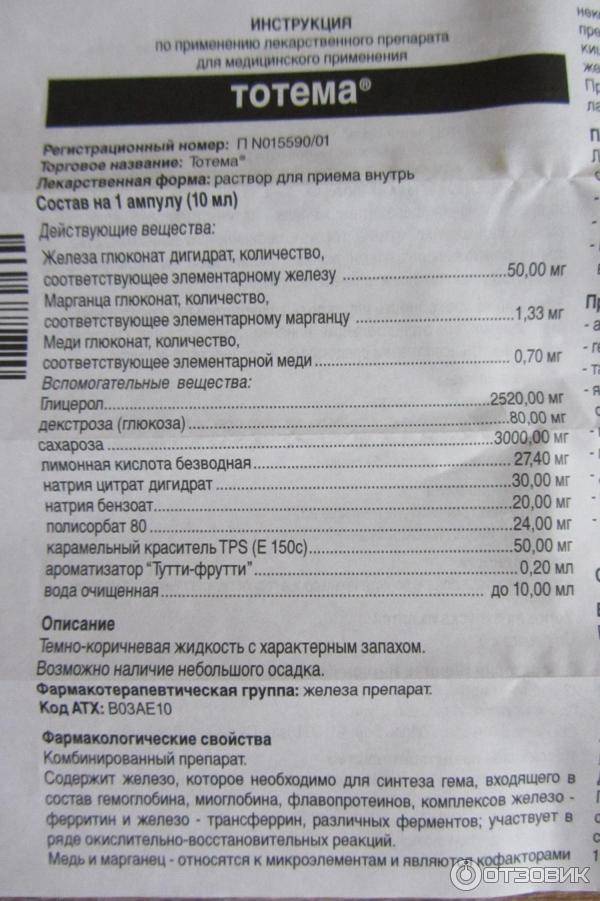 ИНСТРУКЦИЯ
по применению лекарственного препарата
для медицинского применения
ТОТЕМА®
Регистрационный номер: П N015590/01
Торговое название: Тотема®
Лекарственная форма: раствор для приема внутрь
Состав на 1 ампулу (10 мл)
Действующие вещества:
Железа глюконат дигидрат, количество,
соответствующее элементарному железу ..................50,00 мг
Марганца глюконат, количество,
соответствующее элементарному марганцу ..................1,33 мг
Меди глюконат, количество,
соответствующее элементарной меди..................0,70 мг
Вспомогательные вещества:
Глицерол..................2520,00 мг
декстроза (глюкоза)..................80,00 мг
сахароза ..................3000,00 мг
лимонная кислота безводная..................27,40 мг
натрия цитрат дигидрат ..................30,00 мг
натрия бензоат..................20,00 мг
полисорбат 80 ..................24,00 мг
карамельный краситель TPS (E 150c)..................50,00 мг
ароматизатор "Тутти-фрутти"..................0,20 мл
вода очищенная ..................до 10,00 мл
Описание
Темно-коричневая жидкость с характерным запахом.
Возможно наличие небольшого осадка.
Фармакотерапевтическая группа: железа препарат.
Код АТХ: B03AE10
Фармакологические свойства
Комбинированный препарат.
Содержит железо, которое необходимо для синтеза гема, входящего в
состав гемоглобина, миоглобина, флавопротеинов, комплексов железо -
ферритин и железо - трансферрин, различных ферментов; участвует в
ряде окислительно-восстановительных реакций.
Медь и марганец - относятся к микроэлементам и являются кофакторами
ОТЗОВИК